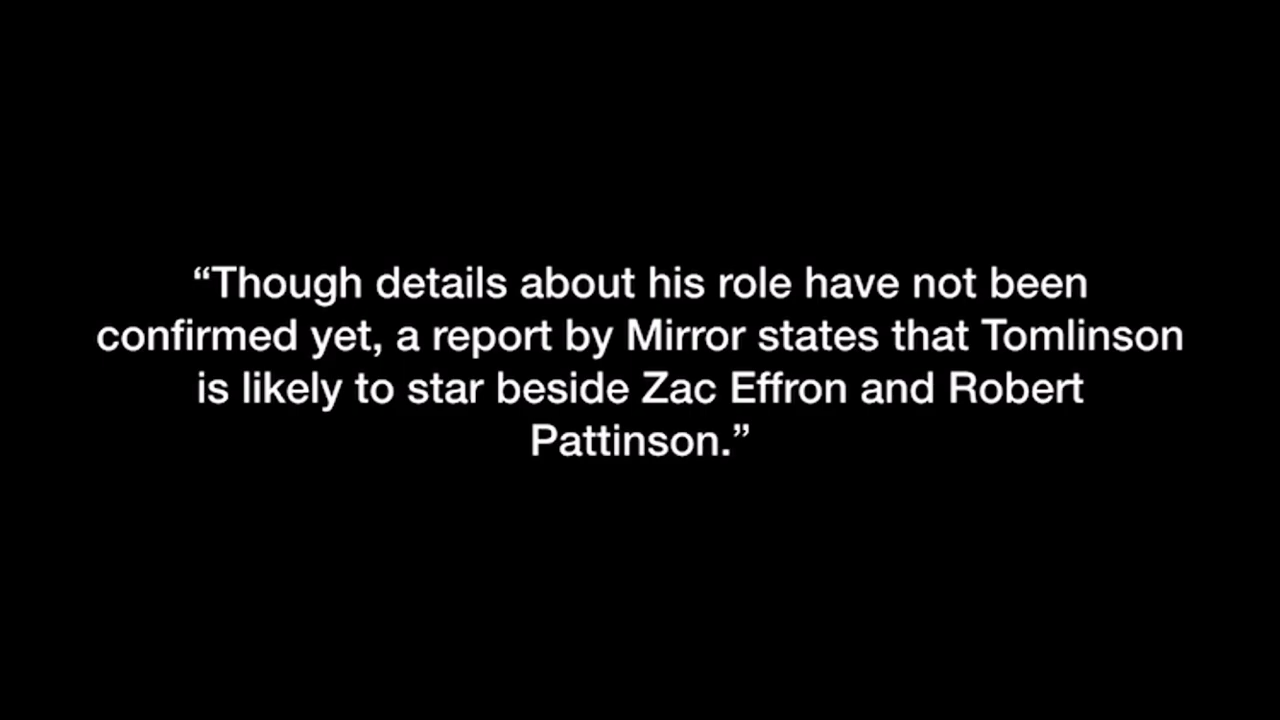 “Though details about his role have not been
confirmed yet, a report by Mirror states that Tomlinson
is likely to star beside Zac Effron and Robert
Pattinson.”